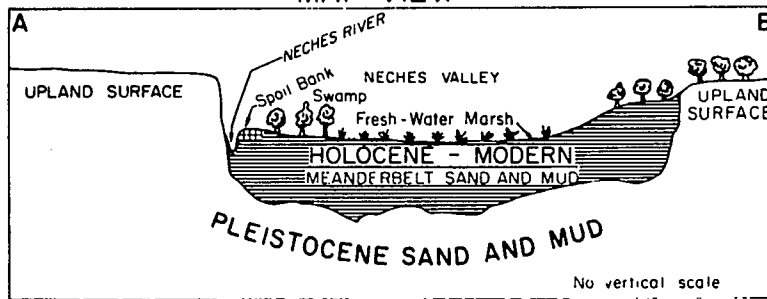 A
B
NECHES RIVER
Spoil Bank
Swamp
NECHES VALLEY
UPLAND SURFACE
Fresh-Water Marsh
UPLAND
SURFACE
HOLOCENE - MODERN
MEANDERBELT SAND AND MUD
PLEISTOCENE SAND AND MUD
No vertical scale